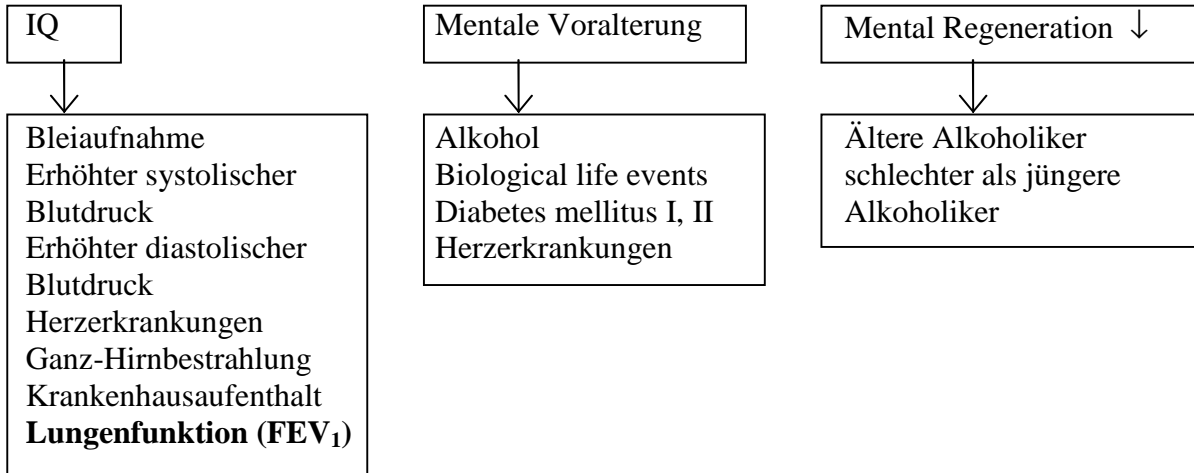 IQ
Bleiaufnahme
Erhöhter systolischer
Blutdruck
Erhöhter diastolischer
Blutdruck
Herzerkrankungen
Ganz-Hirnbestrahlung
Krankenhausaufenthalt
Lungenfunktion (FEV₁)
Mentale Voralterung
Alkohol
Biological life events
Diabetes mellitus I, II
Herzerkrankungen
Mental Regeneration ↓
Ältere Alkoholiker
schlechter als jüngere
Alkoholiker